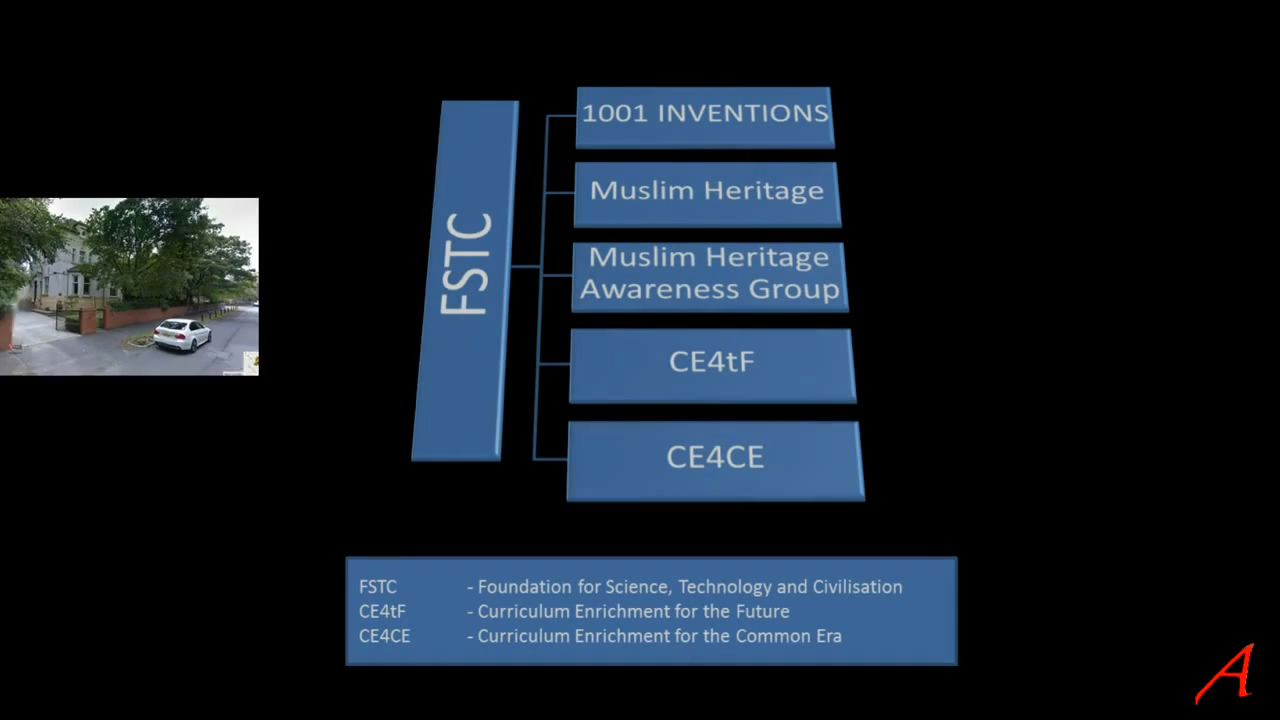 FSTC
1001 INVENTIONS
Muslim Heritage
Muslim Heritage
Awareness Group
CE4tF
CE4CE
FSTC - Foundation for Science, Technology and Civilisation
CE4tF - Curriculum Enrichment for the Future
CE4CE - Curriculum Enrichment for the Common Era
A